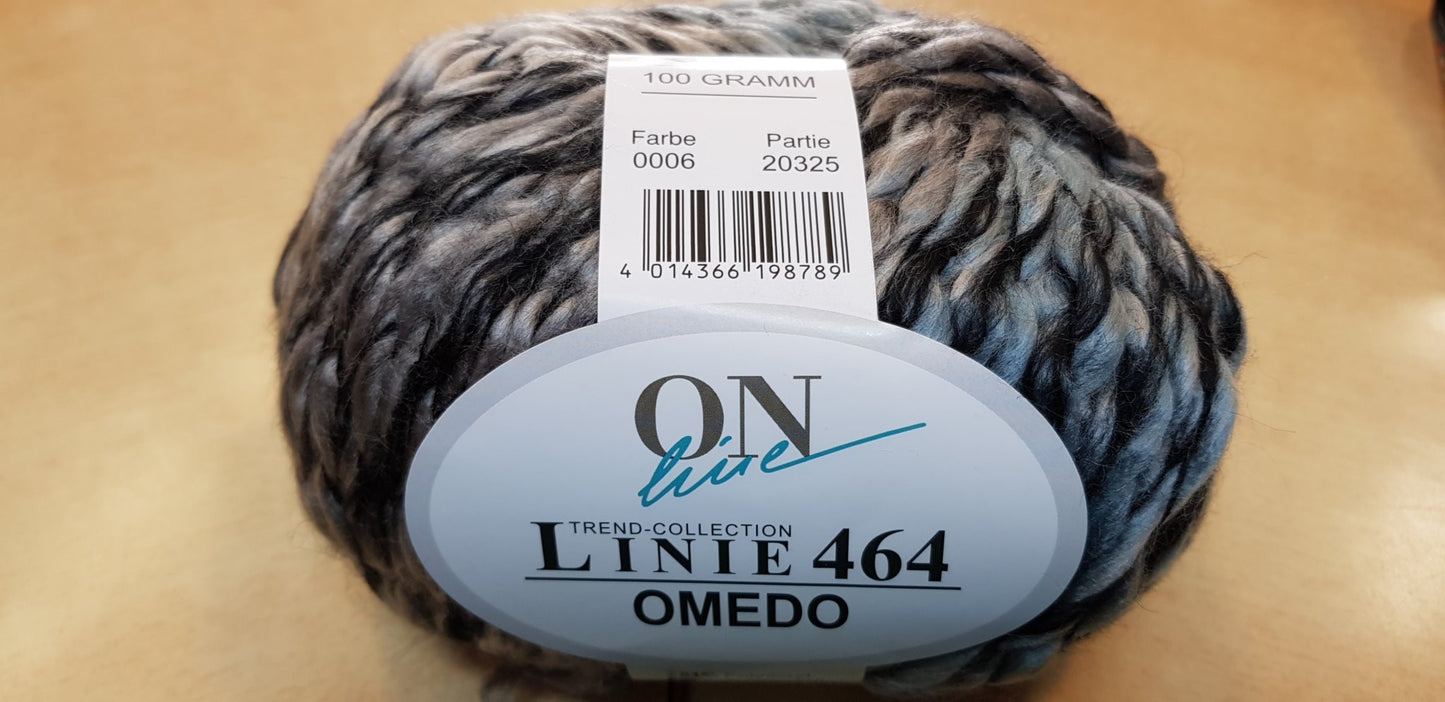 100 GRAMM
Farbe Partie
0006 20325
4 014366 198789
ON
line
TREND-COLLECTION
LINIE 464
OMEDO